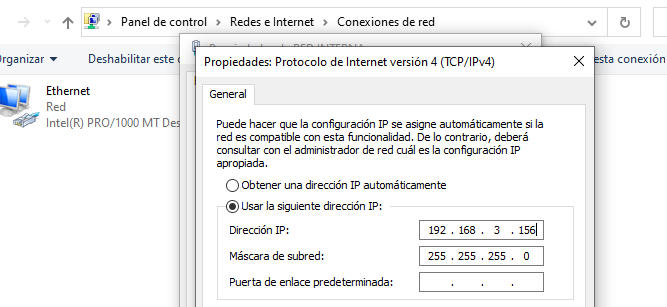 Panel de control > Redes e Internet > Conexiones de red
Organizar
Deshabilitar este
esta conexión
Ethernet
Red
Intel(R) PRO/1000 MT Des
Propiedades: Protocolo de Internet versión 4 (TCP/IPv4)
General
Puede hacer que la configuración IP se asigne automáticamente si la
red es compatible con esta funcionalidad. De lo contrario, deberá
consultar con el administrador de red cuál es la configuración IP
apropiada.
Obtener una dirección IP automáticamente
Usar la siguiente dirección IP:
Dirección IP: 192 . 168 . 3 . 156
Máscara de subred: 255 . 255 . 255 . 0
Puerta de enlace predeterminada: . . .